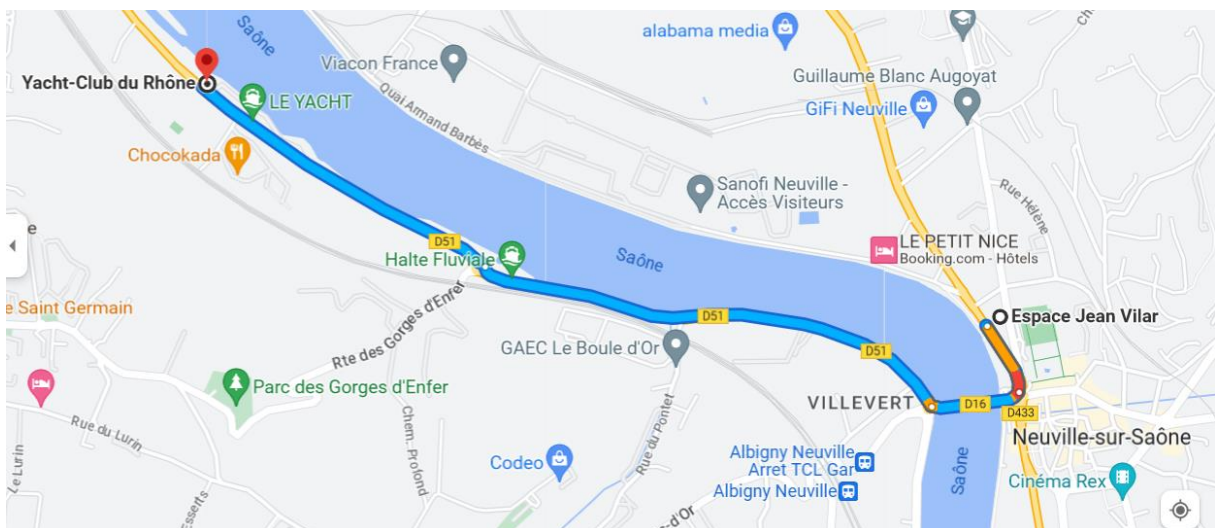 Saône
alabama media
Yacht-Club du Rhône
Viacon France
Guillaume Blanc Augoyat
LE YACHT
Quai Armand Barbès
GiFi Neuville
Chocokada
Sanofi Neuville -
Accès Visiteurs
Rue Hélène
e
D51
Halte Fluviale
Saône
LE PETIT NICE
Booking.com - Hôtels
e Saint Germain
Rte des Gorges d'Enfer
D51
Espace Jean Vilar
GAEC Le Boule d'Or
D51
Parc des Gorges d'Enfer
VILLEVERT
D16
D433
Rue du Lurin
Chem. Profond
Rue du Pontet
Neuville-sur-Saône
Le Lurin
Codeo
Albigny Neuville
Arret TCL Gar
Albigny Neuville
Saône
Cinéma Rex
esserts
-d'Or